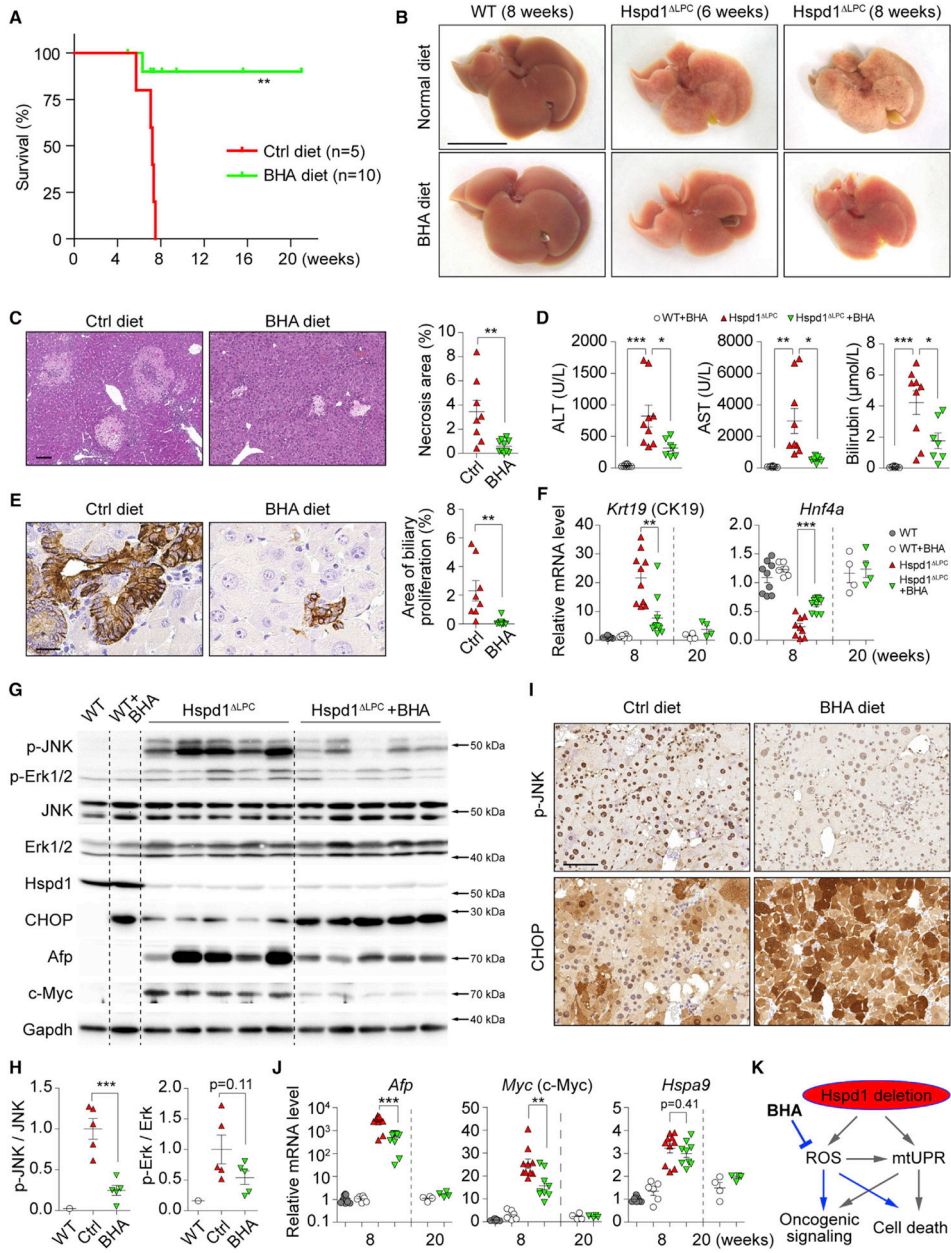 A
Survival (%)
100
75
50
25
0
0 4 8 12 16 20 (weeks)
**
Ctrl diet (n=5)
BHA diet (n=10)
B
WT (8 weeks) Hspd1ΔLPC (6 weeks) Hspd1ΔLPC (8 weeks)
Normal diet
BHA diet
C
Ctrl diet BHA diet
Necrosis area (%)
10
8
6
4
2
0
**
Ctrl BHA
D
WT+BHA Hspd1ΔLPC Hspd1ΔLPC +BHA
ALT (U/L)
2000
1500
1000
500
0
*** *
AST (U/L)
8000
6000
4000
2000
0
** *
Bilirubin (μmol/L)
8
6
4
2
0
*** *
E
Ctrl diet BHA diet
Area of biliary
proliferation (%)
8
6
4
2
0
**
Ctrl BHA
F
Relative mRNA level
Krt19 (CK19)
40
30
20
10
0
**
8 20
Hnf4a
2.0
1.5
1.0
0.5
0.0
***
8 20 (weeks)
WT
WT+BHA
Hspd1ΔLPC
Hspd1ΔLPC
+BHA
G
WT WT+ BHA Hspd1ΔLPC Hspd1ΔLPC +BHA
p-JNK 50 kDa
p-Erk1/2
JNK 50 kDa
Erk1/2 40 kDa
Hspd1 50 kDa
CHOP 30 kDa
Afp 70 kDa
c-Myc 70 kDa
Gapdh 40 kDa
I
Ctrl diet BHA diet
p-JNK
CHOP
H
p-JNK / JNK
1.5
1.0
0.5
0.0
***
WT Ctrl BHA
p-Erk / Erk
2.0
1.5
1.0
0.5
0.0
p=0.11
WT Ctrl BHA
J
Relative mRNA level
Afp
10⁴
10³
10²
10
1
0.1
***
8 20
Myc (c-Myc)
50
40
30
20
10
0
**
8 20
Hspa9
5
4
3
2
1
0
p=0.41
8 20 (weeks)
K
Hspd1 deletion
BHA
ROS mtUPR
Oncogenic
signaling
Cell death